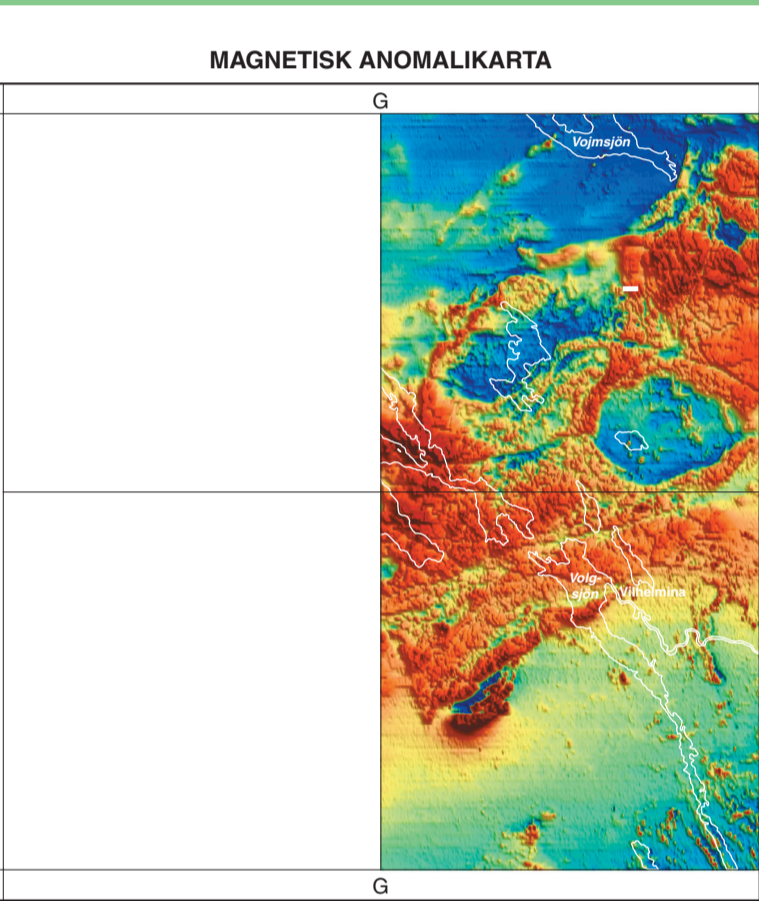 MAGNETISK ANOMALIKARTA
G
Vojmsjön
Volg-
sjön
Vilhelmina
G